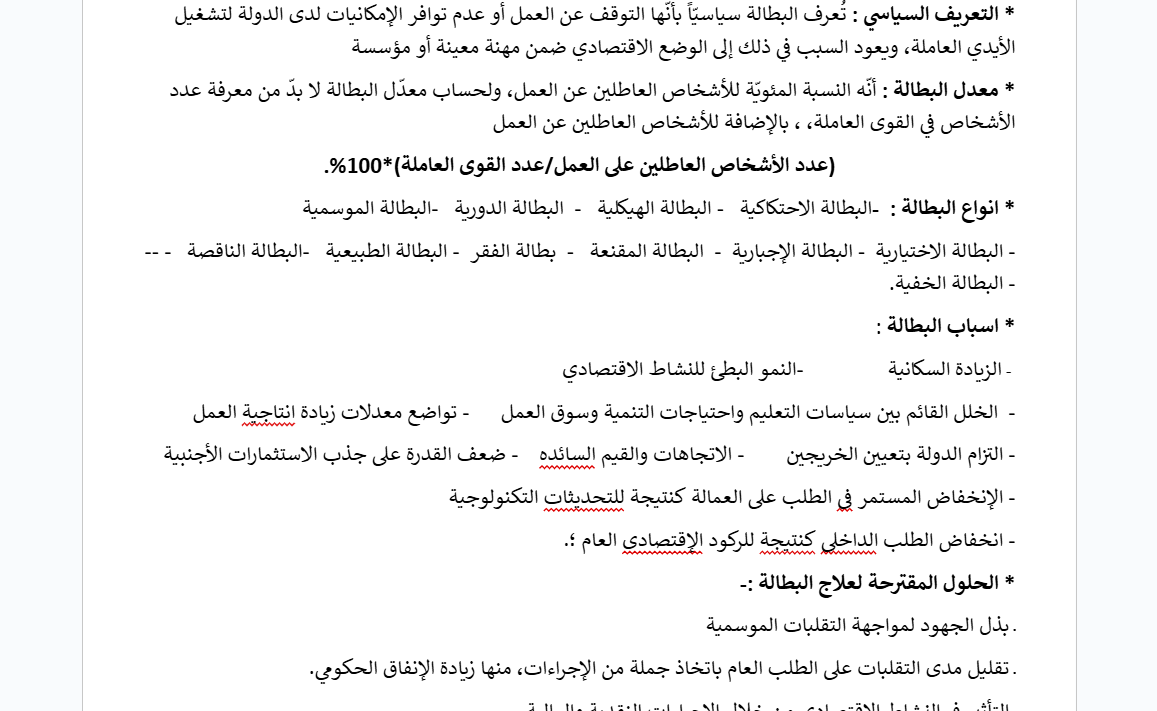 * التعريف السياسي : تُعرف البطالة سياسيّاً بأنّها التوقف عن العمل أو عدم توافر الإمكانيات لدى الدولة لتشغيل
الأيدي العاملة، ويعود السبب في ذلك إلى الوضع الاقتصادي ضمن مهنة معينة أو مؤسسة
* معدل البطالة : أنّه النسبة المئويّة للأشخاص العاطلين عن العمل، ولحساب معدّل البطالة لا بدّ من معرفة عدد
الأشخاص في القوى العاملة، ، بالإضافة للأشخاص العاطلين عن العمل
(عدد الأشخاص العاطلين على العمل/عدد القوى العاملة)*100%.
* انواع البطالة : -البطالة الاحتكاكية - البطالة الهيكلية - البطالة الدورية -البطالة الموسمية
- البطالة الاختيارية - البطالة الإجبارية - البطالة المقنعة - بطالة الفقر - البطالة الطبيعية -البطالة الناقصة - --
- البطالة الخفية.
* اسباب البطالة :
- الزيادة السكانية -النمو البطئ للنشاط الاقتصادي
- الخلل القائم بين سياسات التعليم واحتياجات التنمية وسوق العمل - تواضع معدلات زيادة انتاجية العمل
- التزام الدولة بتعيين الخريجين - الاتجاهات والقيم السائده - ضعف القدرة على جذب الاستثمارات الأجنبية
- الإنخفاض المستمر في الطلب على العمالة كنتيجة للتحديثات التكنولوجية
- انخفاض الطلب الداخلي كنتيجة للركود الإقتصادى العام ؛.
* الحلول المقترحة لعلاج البطالة :-
. بذل الجهود لمواجهة التقلبات الموسمية
. تقليل مدى التقلبات على الطلب العام باتخاذ جملة من الإجراءات، منها زيادة الإنفاق الحكومي.